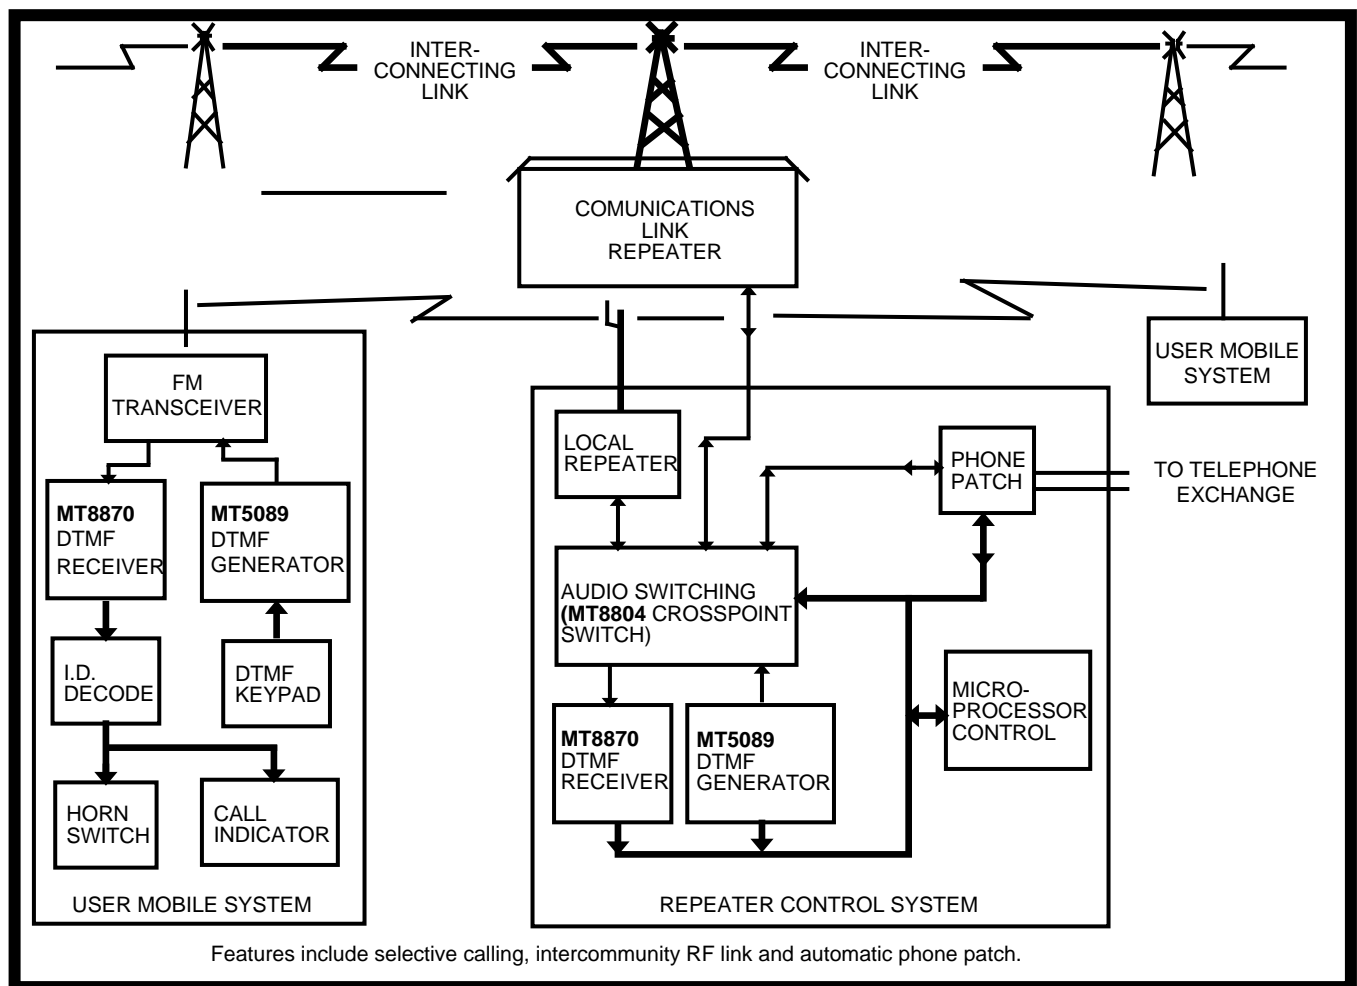 INTER-
CONNECTING
LINK
INTER-
CONNECTING
LINK
COMUNICATIONS
LINK
REPEATER
USER MOBILE
SYSTEM
FM
TRANSCEIVER
MT8870
DTMF
RECEIVER
MT5089
DTMF
GENERATOR
I.D.
DECODE
DTMF
KEYPAD
HORN
SWITCH
CALL
INDICATOR
USER MOBILE SYSTEM
LOCAL
REPEATER
PHONE
PATCH
TO TELEPHONE
EXCHANGE
AUDIO SWITCHING
(MT8804 CROSSPOINT
SWITCH)
MICRO-
PROCESSOR
CONTROL
MT8870
DTMF
RECEIVER
MT5089
DTMF
GENERATOR
REPEATER CONTROL SYSTEM
Features include selective calling, intercommunity RF link and automatic phone patch.